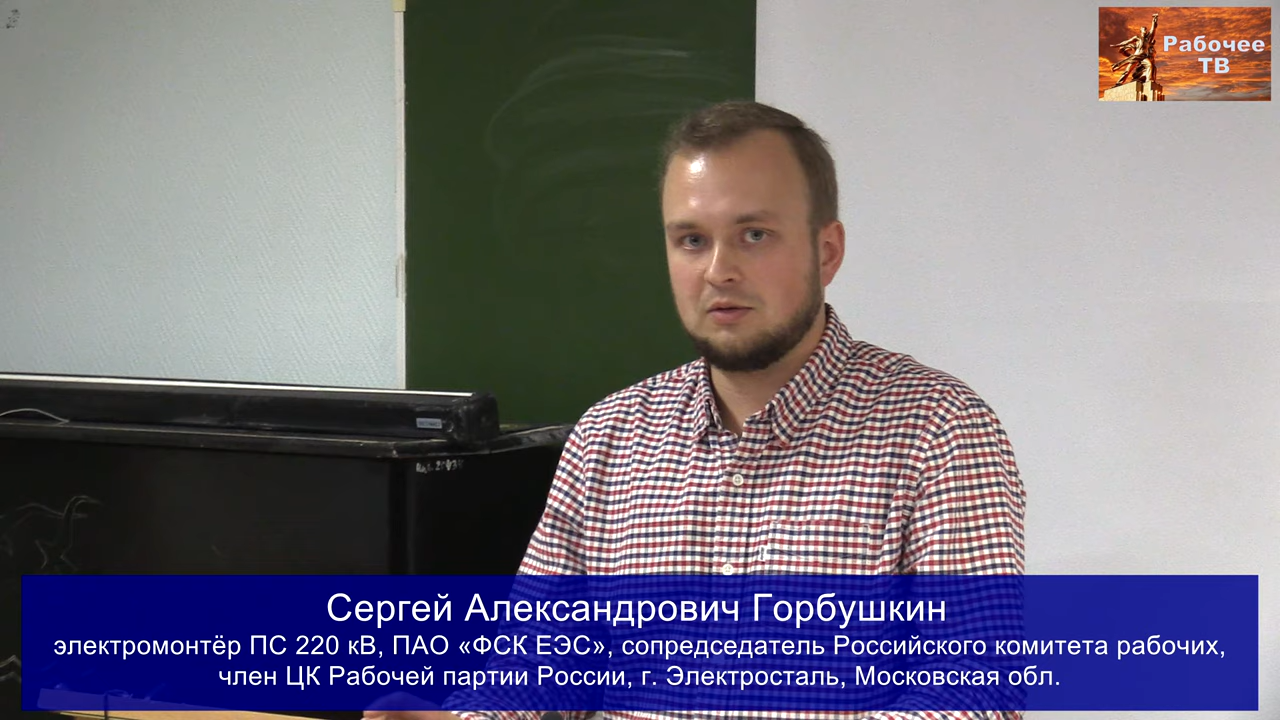 Рабочее
ТВ
Сергей Александрович Горбушкин
электромонтёр ПС 220 кВ, ПАО «ФСК ЕЭС», сопредседатель Российского комитета рабочих,
член ЦК Рабочей партии России, г. Электросталь, Московская обл.